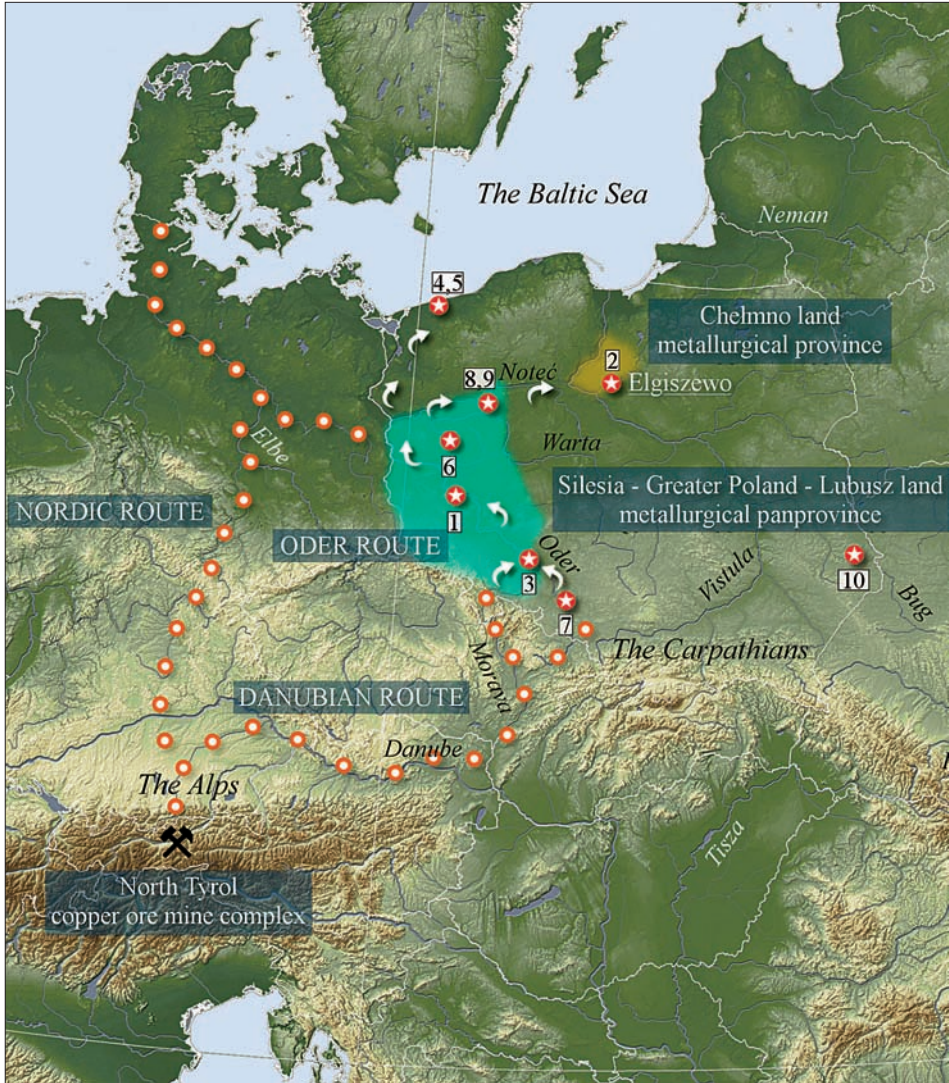 The Baltic Sea
Neman
4,5
Chełmno land
metallurgical province
2
Noteć
8,9
Elgiszewo
Elbe
Warta
6
Silesia - Greater Poland - Lubusz land
metallurgical panprovince
NORDIC ROUTE
1
ODER ROUTE
Oder
3
Vistula
10
Bug
7
The Carpathians
Morava
DANUBIAN ROUTE
Danube
The Alps
Tisza
North Tyrol
copper ore mine complex